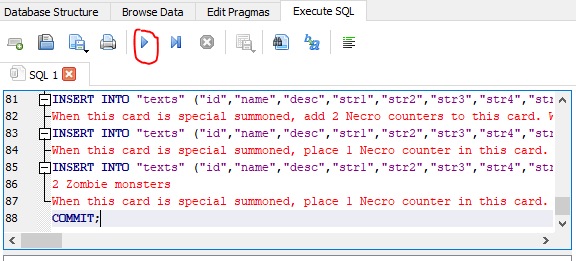 Database Structure Browse Data Edit Pragmas Execute SQL
SQL 1
81 INSERT INTO "texts" ("id","name","desc","str1","str2","str3","str4","str
82 When this card is special summoned, add 2 Necro counters to this card. W
83 INSERT INTO "texts" ("id","name","desc","str1","str2","str3","str4","str
84 When this card is special summoned, place 1 Necro counter in this card.
85 INSERT INTO "texts" ("id","name","desc","str1","str2","str3","str4","str
86 2 Zombie monsters
87 When this card is special summoned, place 1 Necro counter in this card.
88 COMMIT;